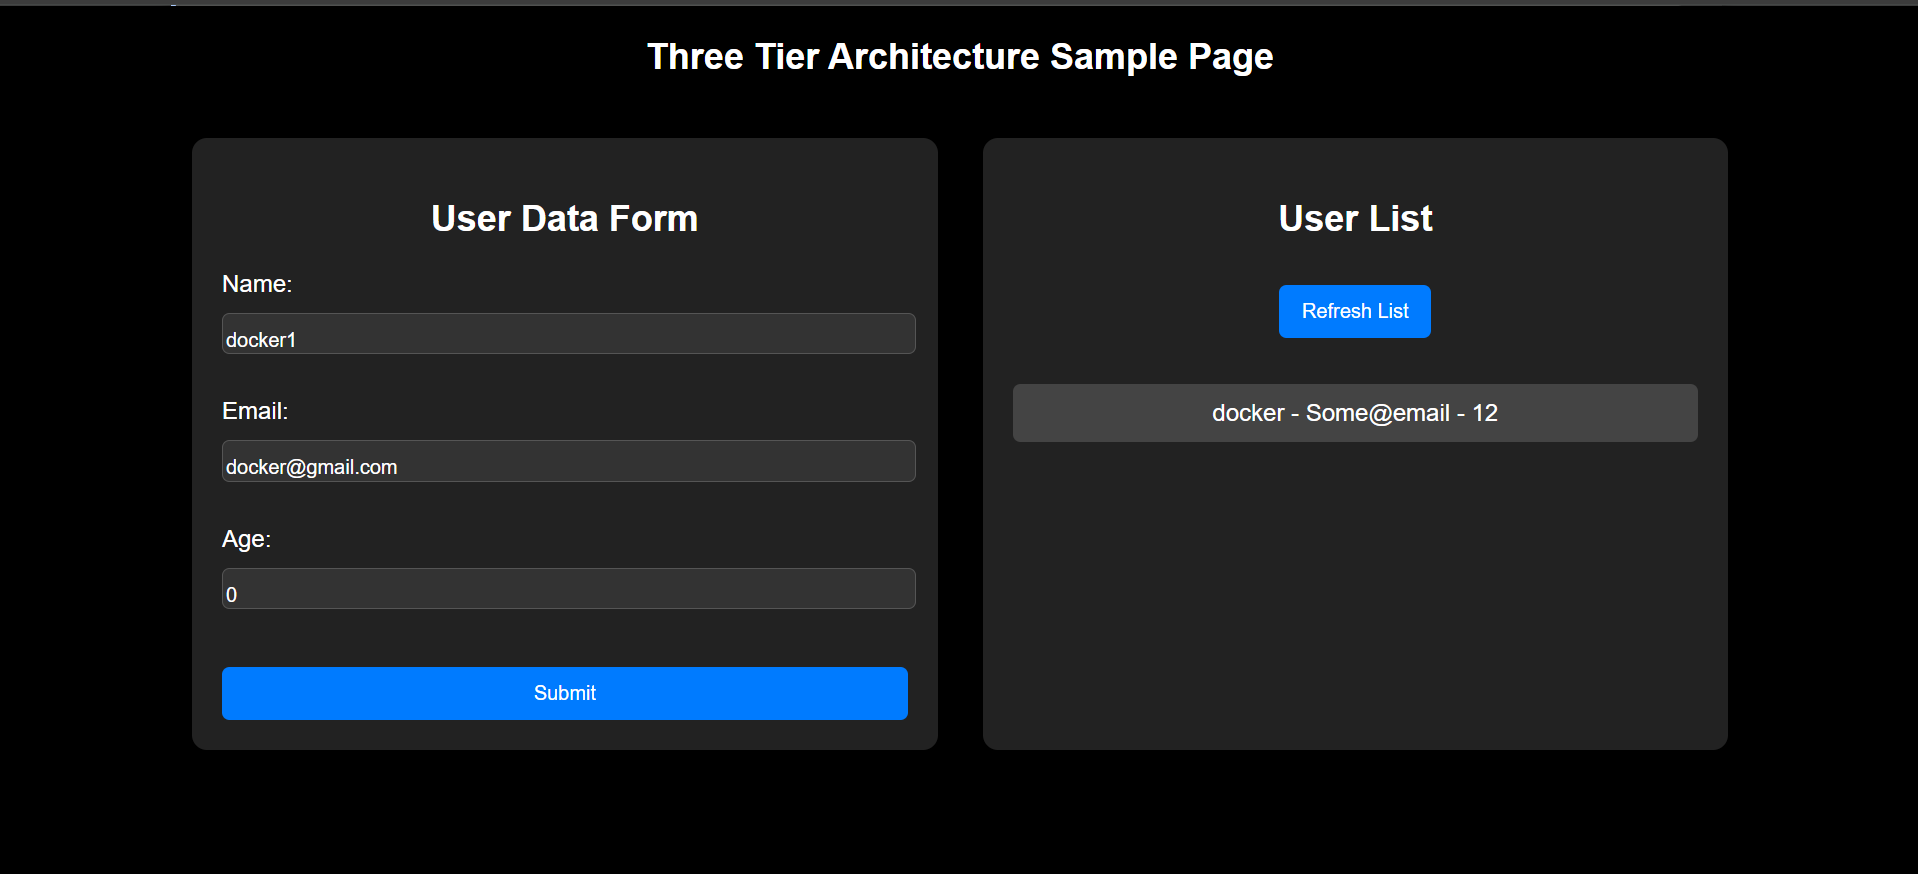 Three Tier Architecture Sample Page
User Data Form
Name:
docker1
Email:
docker@gmail.com
Age:
0
Submit
User List
Refresh List
docker - Some@email - 12